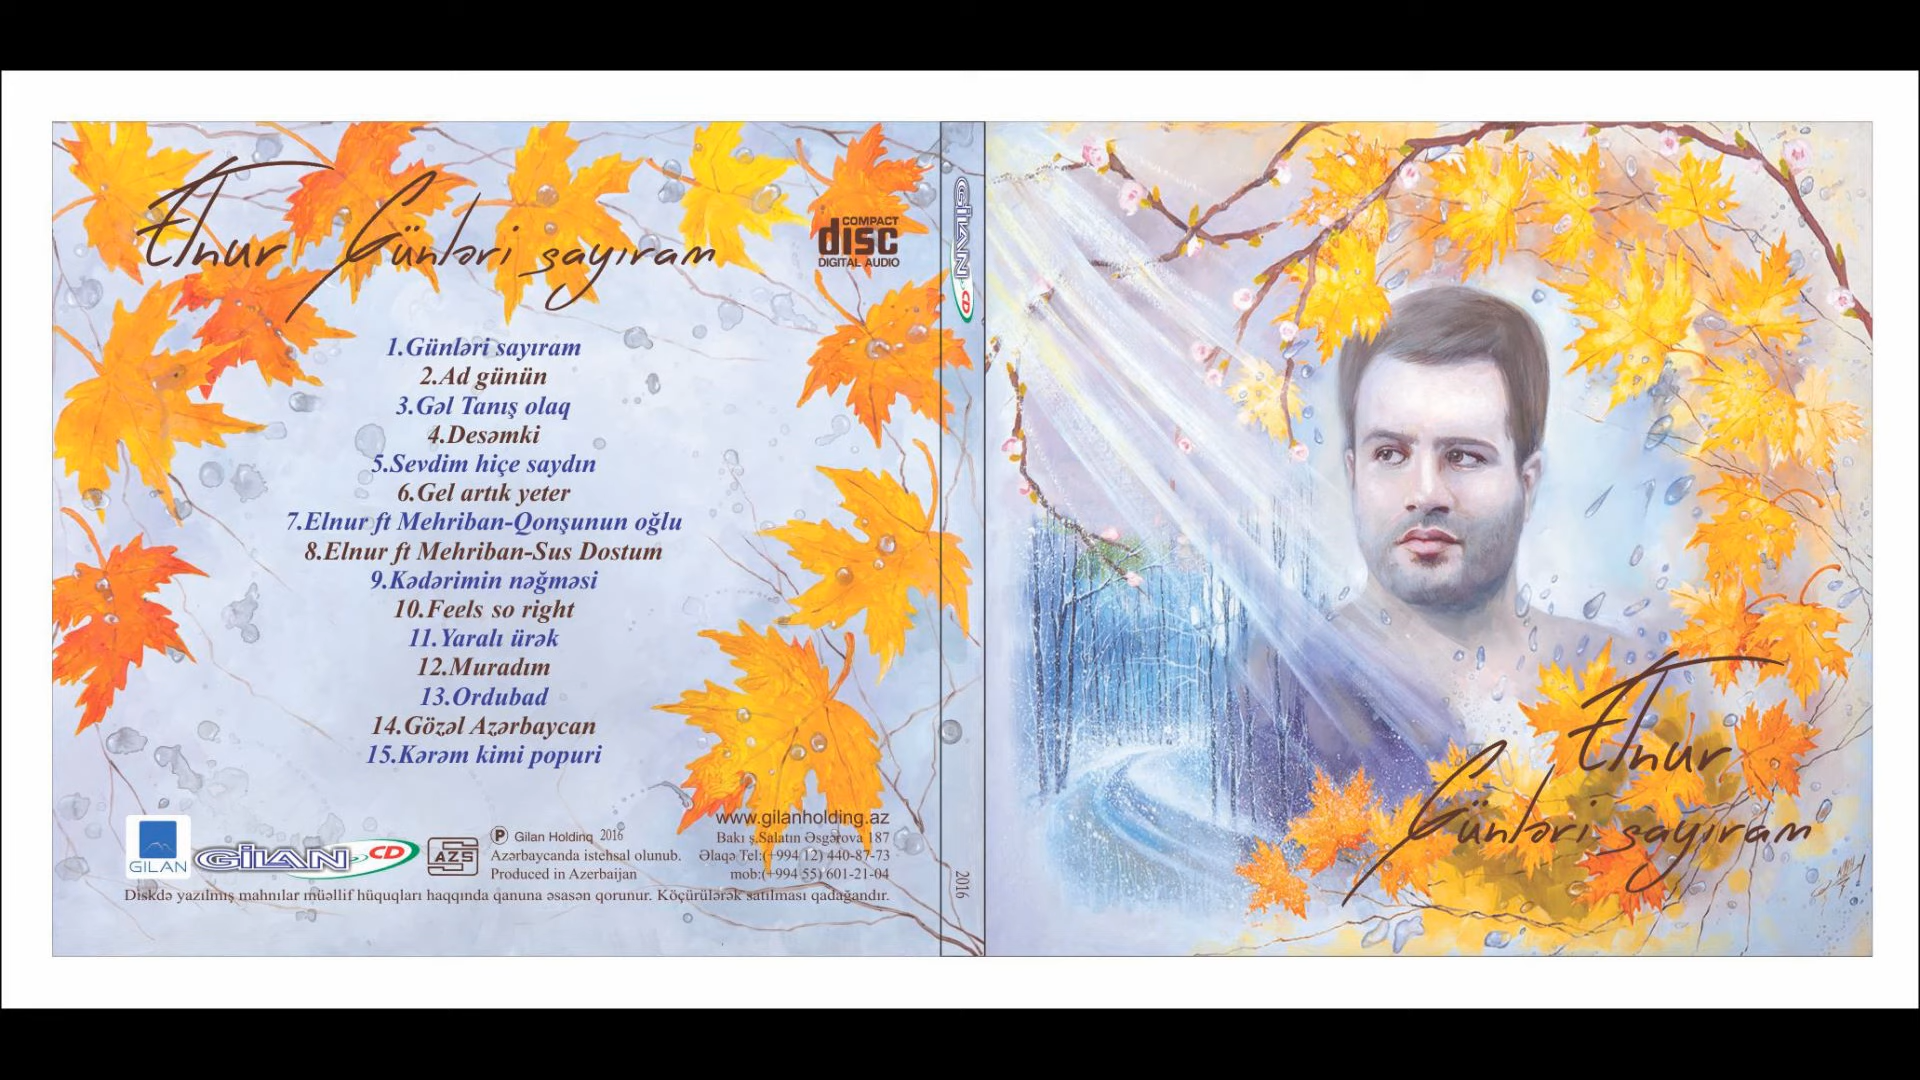 Elnur Günləri sayıram
COMPACT
disc
DIGITAL AUDIO
1.Günləri sayıram
2.Ad günün
3.Gəl Tanış olaq
4.Desəmki
5.Sevdim hiçe saydın
6.Gel artık yeter
7.Elnur ft Mehriban-Qonşunun oğlu
8.Elnur ft Mehriban-Sus Dostum
9.Kədərimin nəğməsi
10.Feels so right
11.Yaralı ürək
12.Muradım
13.Ordubad
14.Gözəl Azərbaycan
15.Kərəm kimi popuri
GILAN
GiLAN CD
AZS
P Gilan Holding 2016
Azərbaycanda istehsal olunub.
Produced in Azerbaijan
www.gilanholding.az
Bakı ş.Salatın Əsgərova 187
Əlaqə Tel:(+994 12) 440-87-73
mob:(+994 55) 601-21-04
Diskdə yazılmış mahnılar müəllif hüquqları haqqında qanuna əsasən qorunur. Köçürülərək satılması qadağandır.
GiLAN CD
2016
Elnur
Günləri sayıram